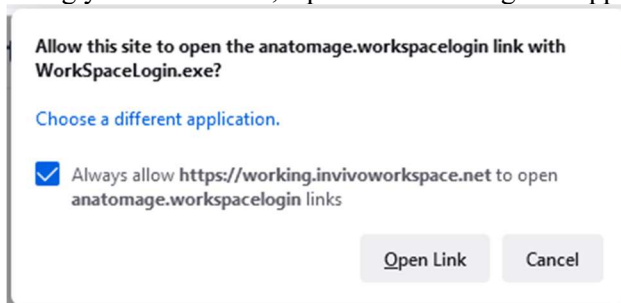 Allow this site to open the anatomage.workspacelogin link with
WorkSpaceLogin.exe?
Choose a different application.
Always allow https://working.invivoworkspace.net to open
anatomage.workspacelogin links
Open Link Cancel